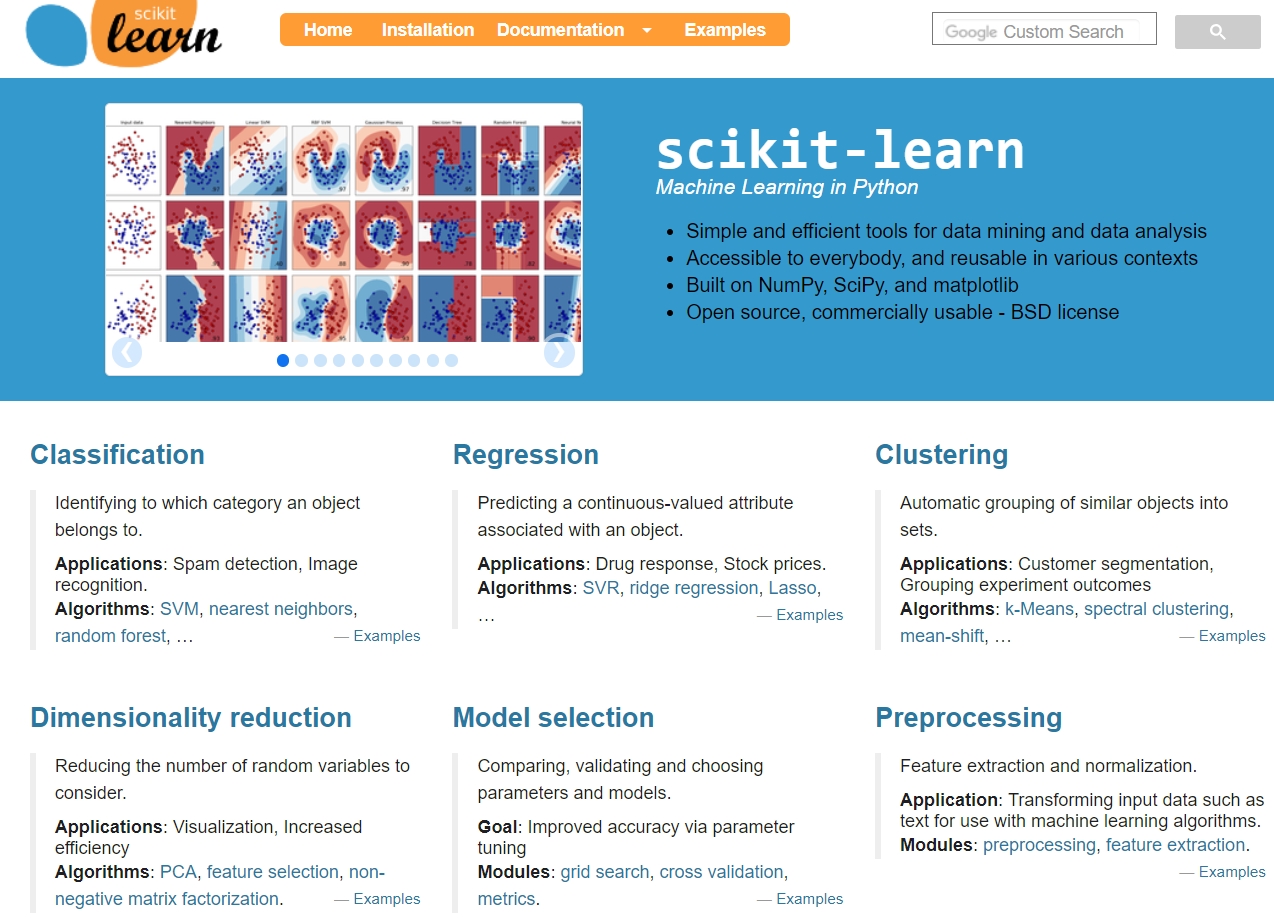 scikit
learn
Home Installation Documentation Examples
Google Custom Search
Input data Nearest Neighbors Linear SVM RBF SVM Gaussian Process Decision Tree Random Forest
scikit-learn
Machine Learning in Python
• Simple and efficient tools for data mining and data analysis
• Accessible to everybody, and reusable in various contexts
• Built on NumPy, SciPy, and matplotlib
• Open source, commercially usable - BSD license
Classification
Identifying to which category an object
belongs to.
Applications: Spam detection, Image
recognition.
Algorithms: SVM, nearest neighbors,
random forest, … — Examples
Regression
Predicting a continuous-valued attribute
associated with an object.
Applications: Drug response, Stock prices.
Algorithms: SVR, ridge regression, Lasso,
… — Examples
Clustering
Automatic grouping of similar objects into
sets.
Applications: Customer segmentation,
Grouping experiment outcomes
Algorithms: k-Means, spectral clustering,
mean-shift, … — Examples
Dimensionality reduction
Reducing the number of random variables to
consider.
Applications: Visualization, Increased
efficiency
Algorithms: PCA, feature selection, non-
negative matrix factorization. — Examples
Model selection
Comparing, validating and choosing
parameters and models.
Goal: Improved accuracy via parameter
tuning
Modules: grid search, cross validation,
metrics. — Examples
Preprocessing
Feature extraction and normalization.
Application: Transforming input data such as
text for use with machine learning algorithms.
Modules: preprocessing, feature extraction.
— Examples